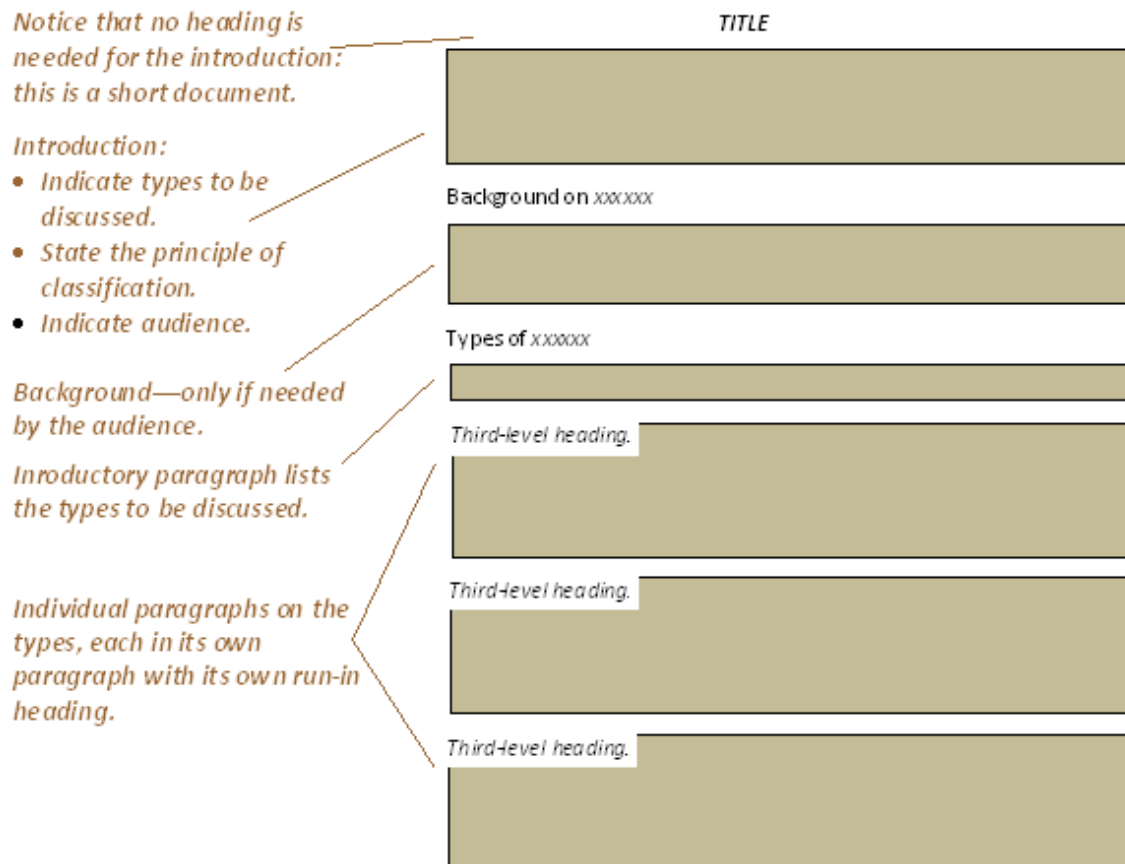 Notice that no heading is
needed for the introduction:
this is a short document.
Introduction:
• Indicate types to be
discussed.
• State the principle of
classification.
• Indicate audience.
Background—only if needed
by the audience.
Inroductory paragraph lists
the types to be discussed.
Individual paragraphs on the
types, each in its own
paragraph with its own run-in
heading.
TITLE
Background on xxxxxx
Types of xxxxxx
Third-level heading.
Third-level heading.
Third-level heading.